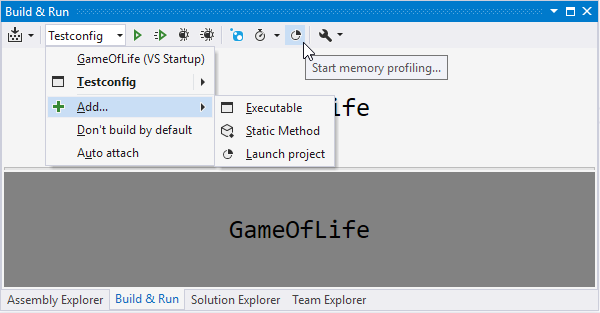 Build & Run
Testconfig
GameOfLife (VS Startup)
Testconfig
Start memory profiling...
Add...
Executable
Don't build by default
Static Method
Auto attach
Launch project
GameOfLife
Assembly Explorer
Build & Run
Solution Explorer
Team Explorer